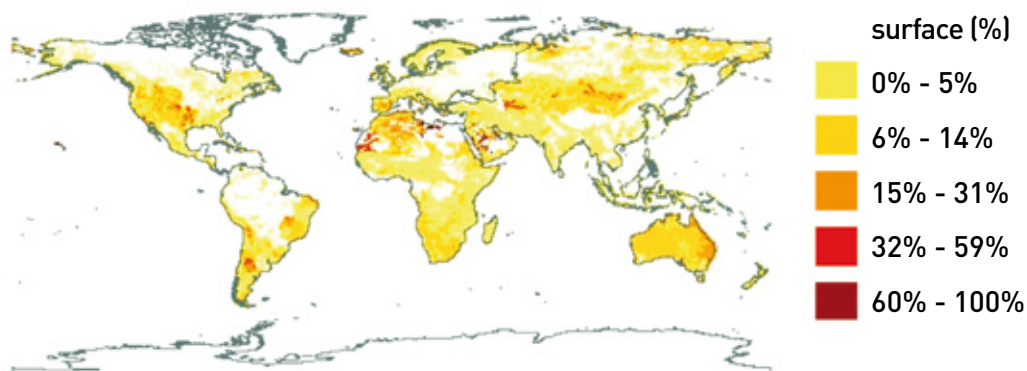 surface (%)
0% - 5%
6% - 14%
15% - 31%
32% - 59%
60% - 100%